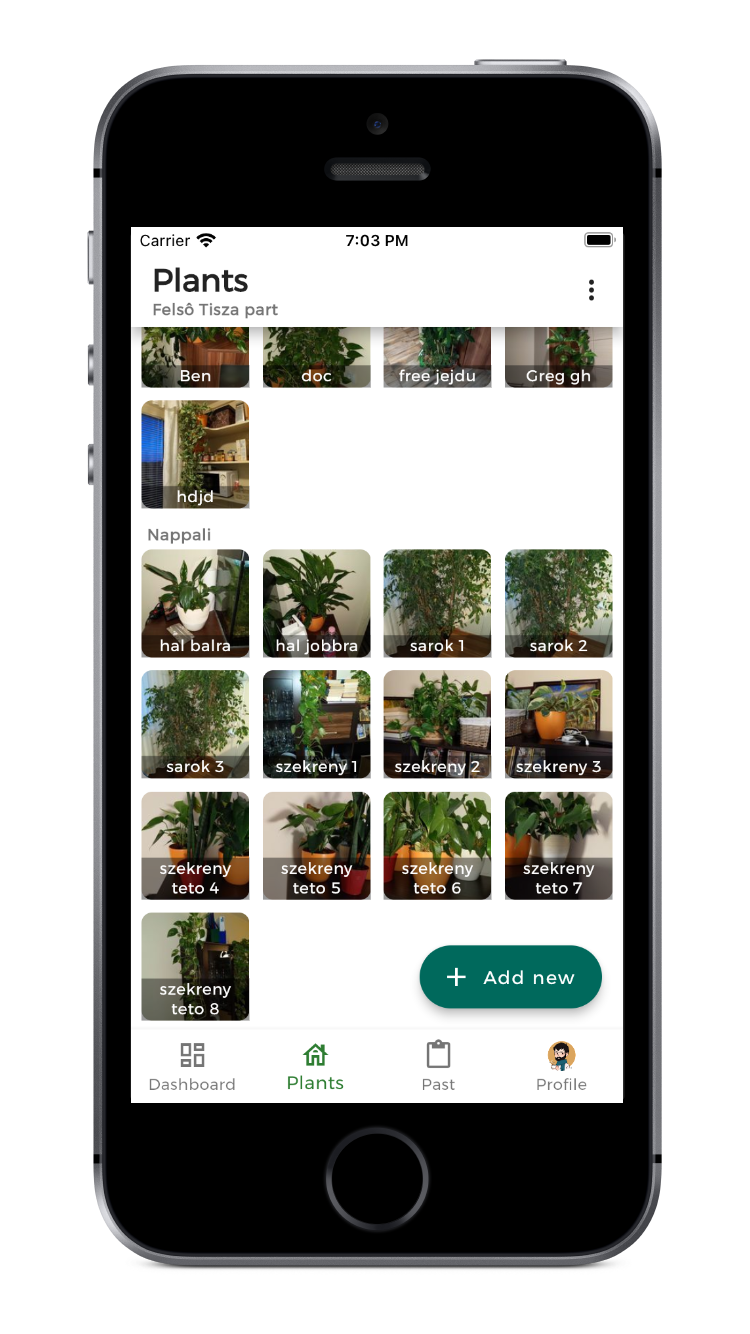 Carrier
7:03 PM
Plants
Felsô Tisza part
Ben
doc
free jejdu
Greg gh
hdjd
Nappali
hal balra
hal jobbra
sarok 1
sarok 2
sarok 3
szekreny 1
szekreny 2
szekreny 3
szekreny
teto 4
szekreny
teto 5
szekreny
teto 6
szekreny
teto 7
szekreny
teto 8
+ Add new
Dashboard
Plants
Past
Profile